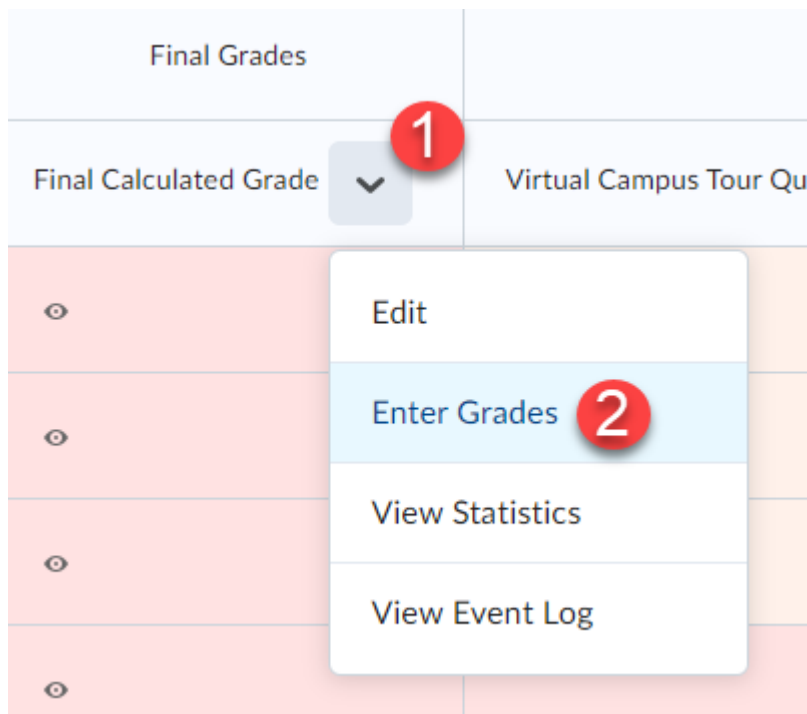 Final Grades
1
Final Calculated Grade
Virtual Campus Tour Qu
Edit
Enter Grades
2
View Statistics
View Event Log